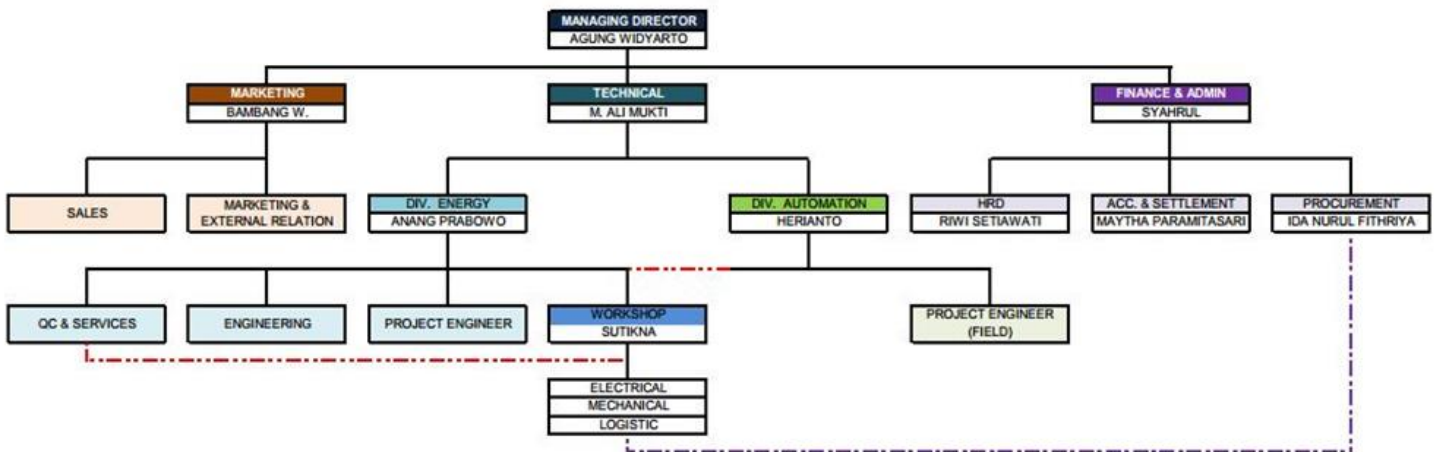 MANAGING DIRECTOR
AGUNG WIDYARTO
MARKETING
BAMBANG W.
TECHNICAL
M. ALI MUKTI
FINANCE & ADMIN
SYAHRUL
SALES
MARKETING &
EXTERNAL RELATION
DIV. ENERGY
ANANG PRABOWO
DIV. AUTOMATION
HERIANTO
HRD
RIWI SETIAWATI
ACC. & SETTLEMENT
MAYTHA PARAMITASARI
PROCUREMENT
IDA NURUL FITHRIYA
QC & SERVICES
ENGINEERING
PROJECT ENGINEER
WORKSHOP
SUTIKNA
PROJECT ENGINEER
(FIELD)
ELECTRICAL
MECHANICAL
LOGISTIC